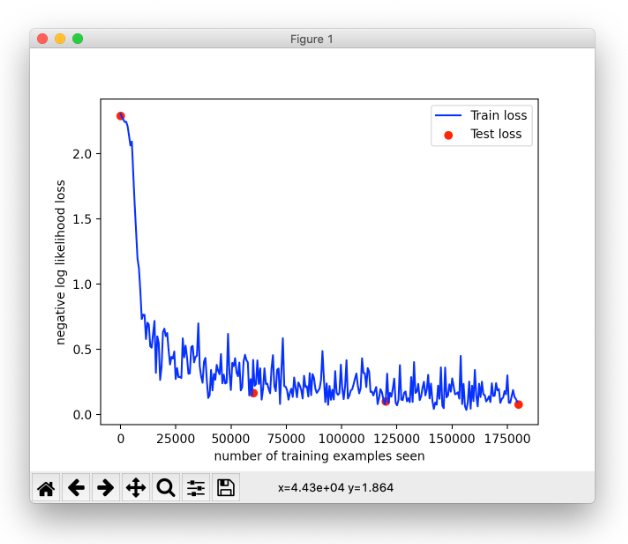 Figure 1
Train loss
Test loss
2.0
1.5
1.0
0.5
0.0
negative log likelihood loss
0 25000 50000 75000 100000 125000 150000 175000
number of training examples seen
x=4.43e+04 y=1.864